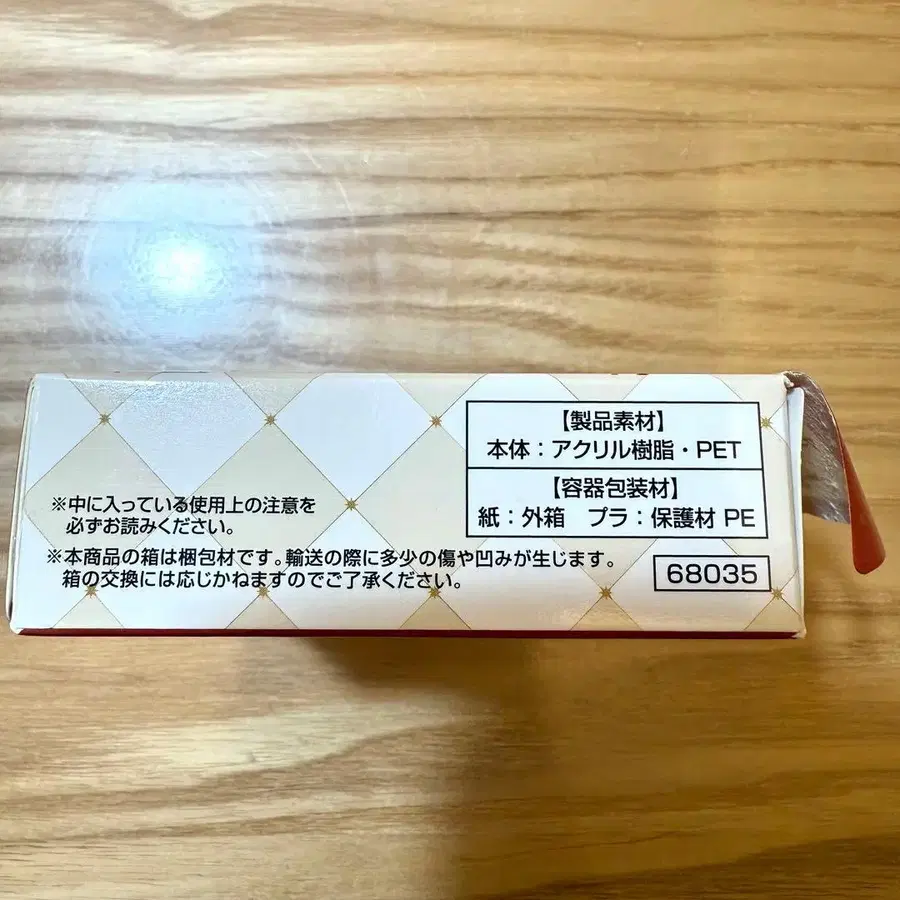 【製品素材】
本体：アクリル樹脂・PET
【容器包装材】
紙：外箱　プラ：保護材 PE
※中に入っている使用上の注意を
必ずお読みください。
※本商品の箱は梱包材です。輸送の際に多少の傷や凹みが生じます。
箱の交換には応じかねますのでご了承ください。
68035